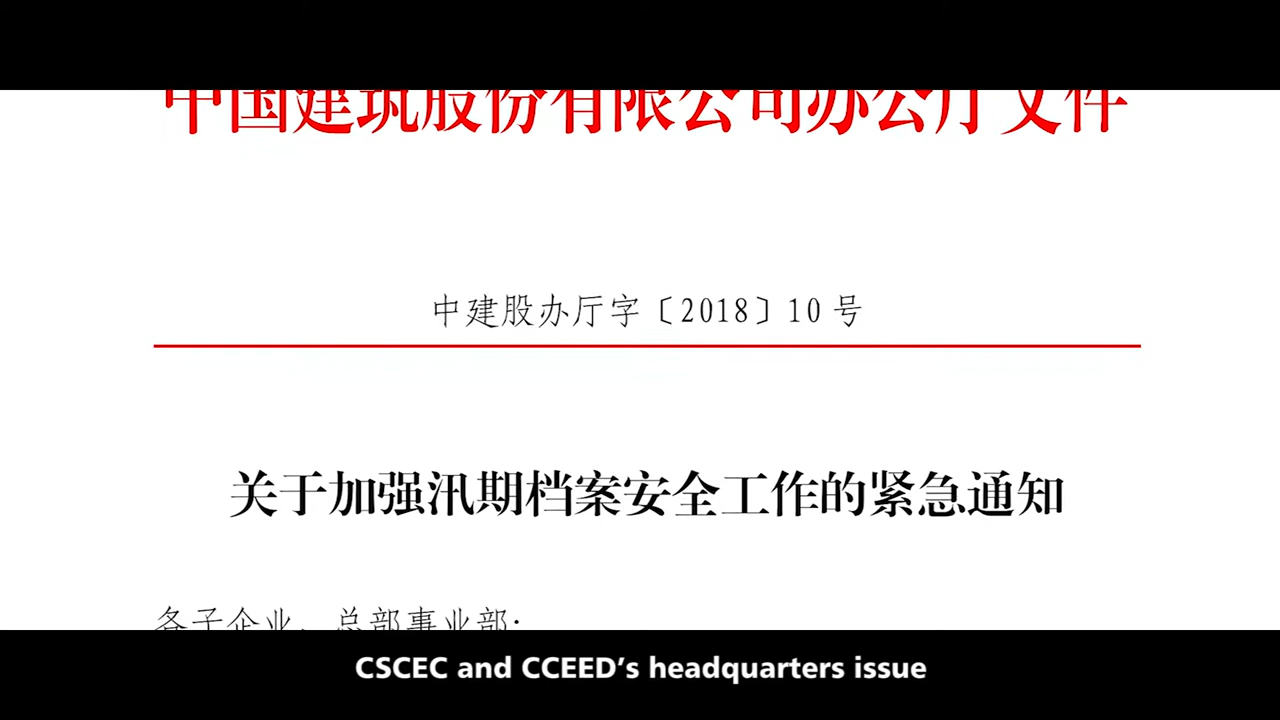 中国建筑股份有限公司办公厅文件
中建股办厅字〔2018〕10 号
关于加强汛期档案安全工作的紧急通知
各子企业、总部事业部:
CSCEC and CCEED's headquarters issue